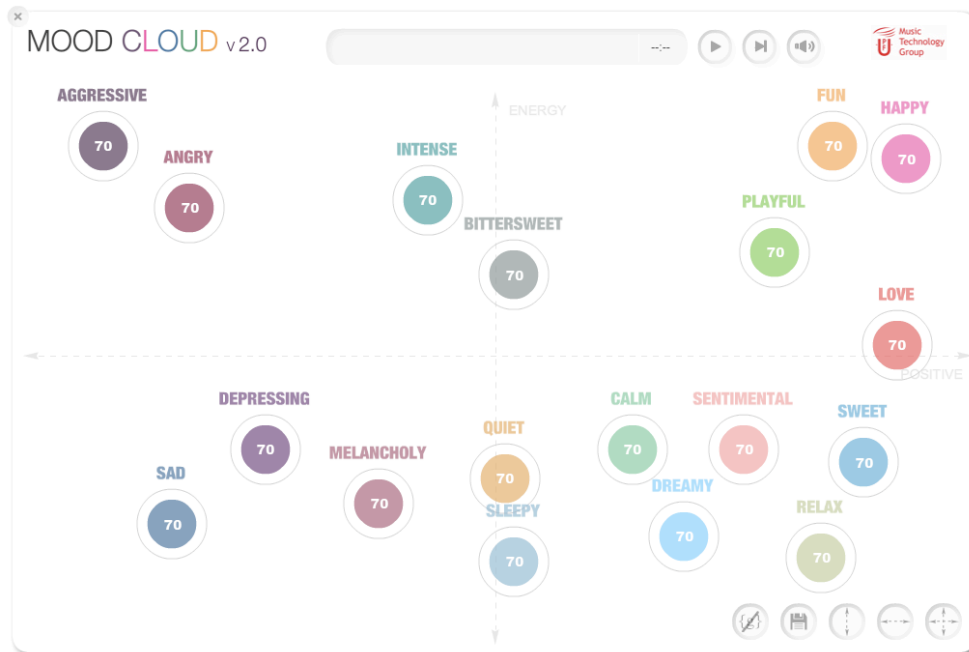 MOOD CLOUD v 2.0
--:--
Music
Technology
Group
AGGRESSIVE
70
ANGRY
70
INTENSE
70
ENERGY
BITTERSWEET
70
FUN
70
HAPPY
70
PLAYFUL
70
LOVE
70
POSITIVE
DEPRESSING
70
SAD
70
MELANCHOLY
70
QUIET
70
SLEEPY
70
CALM
70
SENTIMENTAL
70
SWEET
70
DREAMY
70
RELAX
70